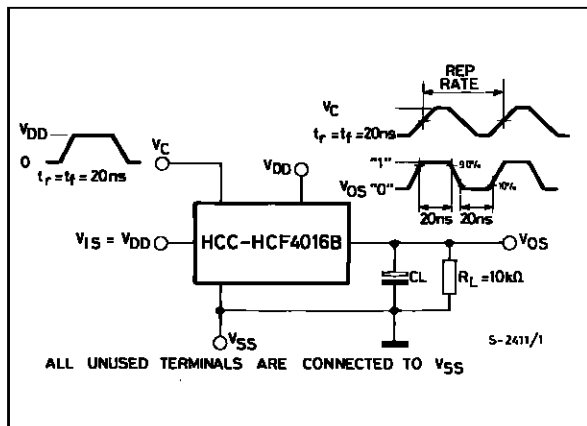 REP
RATE
VC
tr = tf = 20ns
VDD
0
tr = tf = 20ns
VC
VDD
"1"
90%
VOS "0"
10%
20ns 20ns
VIS = VDD
HCC-HCF4016B
VOS
CL
RL = 10kΩ
VSS
S-2411/1
ALL UNUSED TERMINALS ARE CONNECTED TO VSS